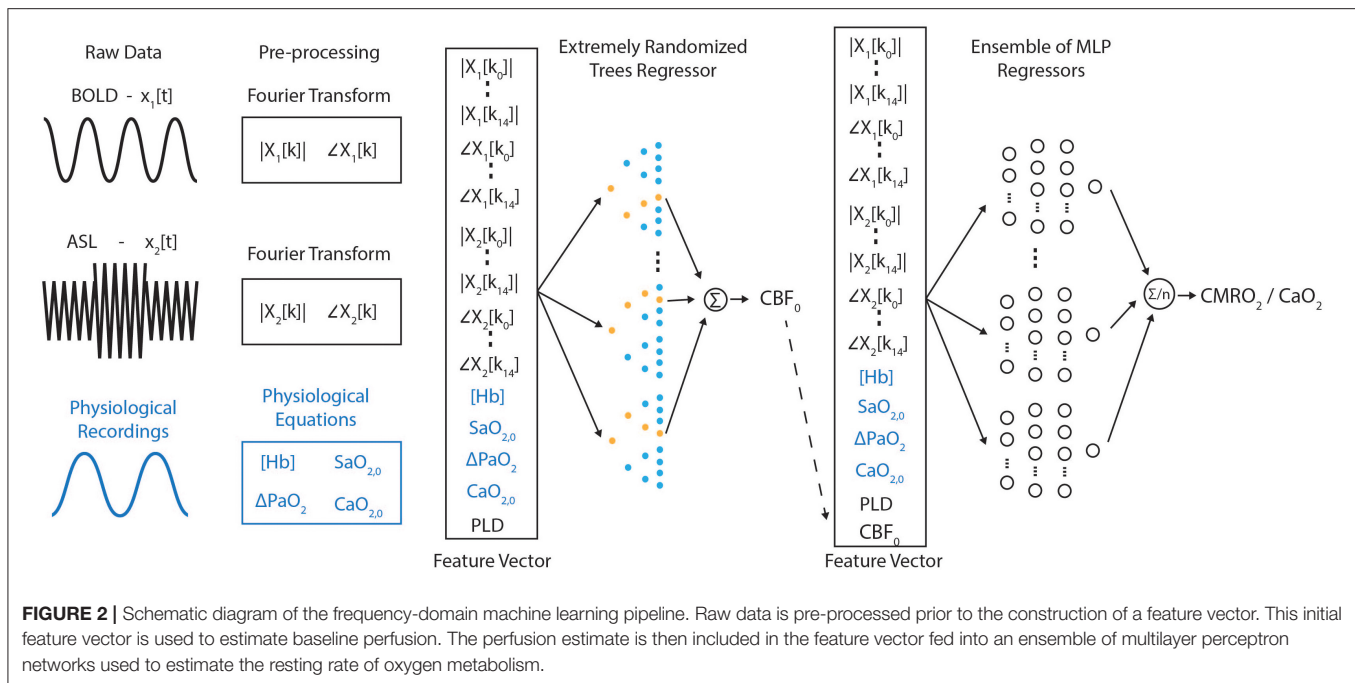 Raw Data
BOLD - x₁[t]
ASL - x₂[t]
Physiological
Recordings
Pre-processing
Fourier Transform
|X₁[k]| ∠X₁[k]
Fourier Transform
|X₂[k]| ∠X₂[k]
Physiological
Equations
[Hb] SaO₂,₀
ΔPaO₂ CaO₂,₀
|X₁[k₀]|
|X₁[k₁₄]|
∠X₁[k₀]
∠X₁[k₁₄]
|X₂[k₀]|
|X₂[k₁₄]|
∠X₂[k₀]
∠X₂[k₁₄]
[Hb]
SaO₂,₀
ΔPaO₂
CaO₂,₀
PLD
Feature Vector
Extremely Randomized
Trees Regressor
Σ
CBF₀
|X₁[k₀]|
|X₁[k₁₄]|
∠X₁[k₀]
∠X₁[k₁₄]
|X₂[k₀]|
|X₂[k₁₄]|
∠X₂[k₀]
∠X₂[k₁₄]
[Hb]
SaO₂,₀
ΔPaO₂
CaO₂,₀
PLD
CBF₀
Feature Vector
Ensemble of MLP
Regressors
Σ/n
CMRO₂ / CaO₂
FIGURE 2 | Schematic diagram of the frequency-domain machine learning pipeline. Raw data is pre-processed prior to the construction of a feature vector. This initial
feature vector is used to estimate baseline perfusion. The perfusion estimate is then included in the feature vector fed into an ensemble of multilayer perceptron
networks used to estimate the resting rate of oxygen metabolism.